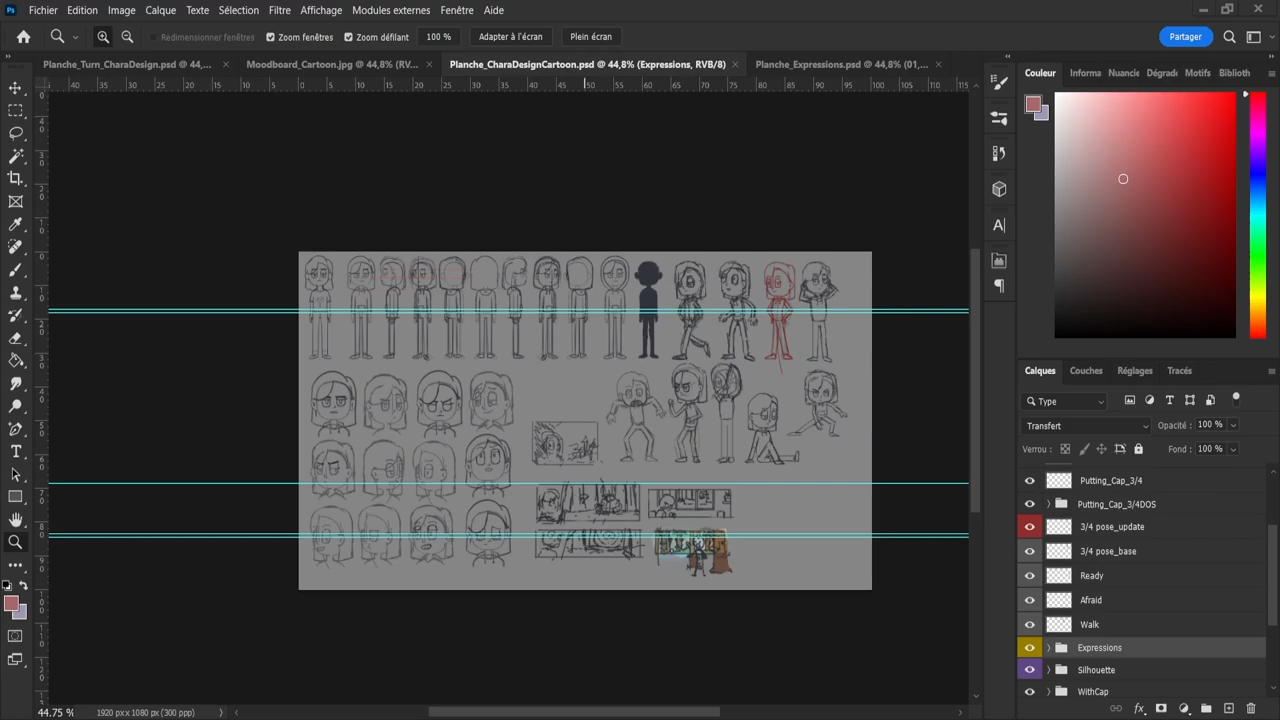 Fichier Edition Image Calque Texte Sélection Filtre Affichage Modules externes Fenêtre Aide
Redimensionner fenêtres Zoom fenêtres Zoom défilant 100 % Adapter à l'écran Plein écran Partager
Planche_Turn_CharaDesign.psd @ 44,... × Moodboard_Cartoon.jpg @ 44,8% (RV... × Planche_CharaDesignCartoon.psd @ 44,8% (Expressions, RVB/8) × Planche_Expressions.psd @ 44,8% (01,... ×
Couleur Informa Nuancie Dégrade Motifs Biblioth
Calques Couches Réglages Tracés
Type
Transfert Opacité : 100 %
Verrou : Fond : 100 %
Putting_Cap_3/4
Putting_Cap_3/4DOS
3/4 pose_update
3/4 pose_base
Ready
Afraid
Walk
Expressions
Silhouette
WithCap
44.75 % 1920 px x 1080 px (300 ppp)